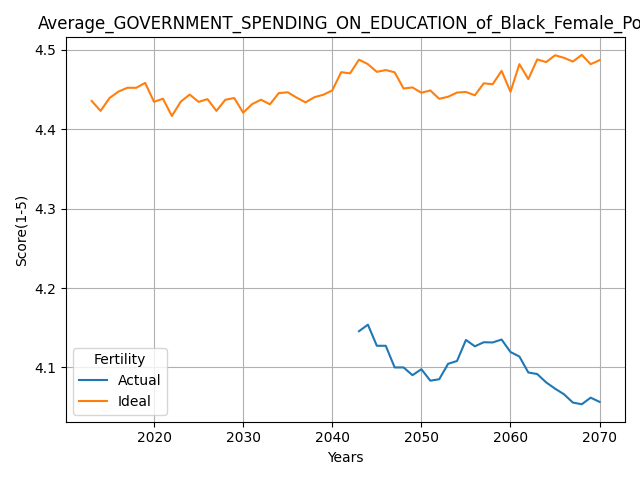 Average_GOVERNMENT_SPENDING_ON_EDUCATION_of_Black_Female_Po
4.5
4.4
4.3
4.2
4.1
Score(1-5)
Fertility
Actual
Ideal
2020 2030 2040 2050 2060 2070
Years